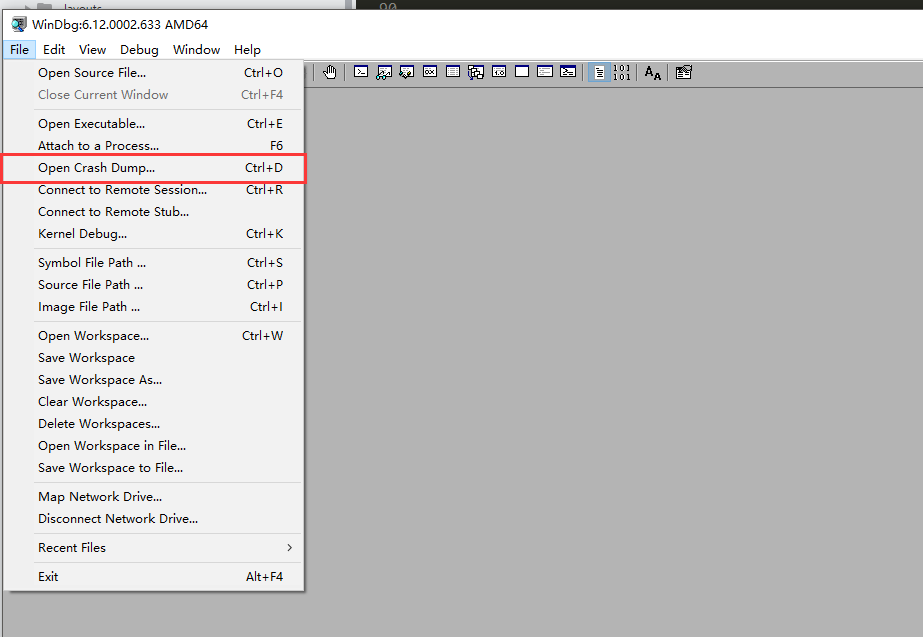 layouts
90
WinDbg:6.12.0002.633 AMD64
File Edit View Debug Window Help
Open Source File... Ctrl+O
Close Current Window Ctrl+F4
Open Executable... Ctrl+E
Attach to a Process... F6
Open Crash Dump... Ctrl+D
Connect to Remote Session... Ctrl+R
Connect to Remote Stub...
Kernel Debug... Ctrl+K
Symbol File Path ... Ctrl+S
Source File Path ... Ctrl+P
Image File Path ... Ctrl+I
Open Workspace... Ctrl+W
Save Workspace
Save Workspace As...
Clear Workspace...
Delete Workspaces...
Open Workspace in File...
Save Workspace to File...
Map Network Drive...
Disconnect Network Drive...
Recent Files
Exit Alt+F4